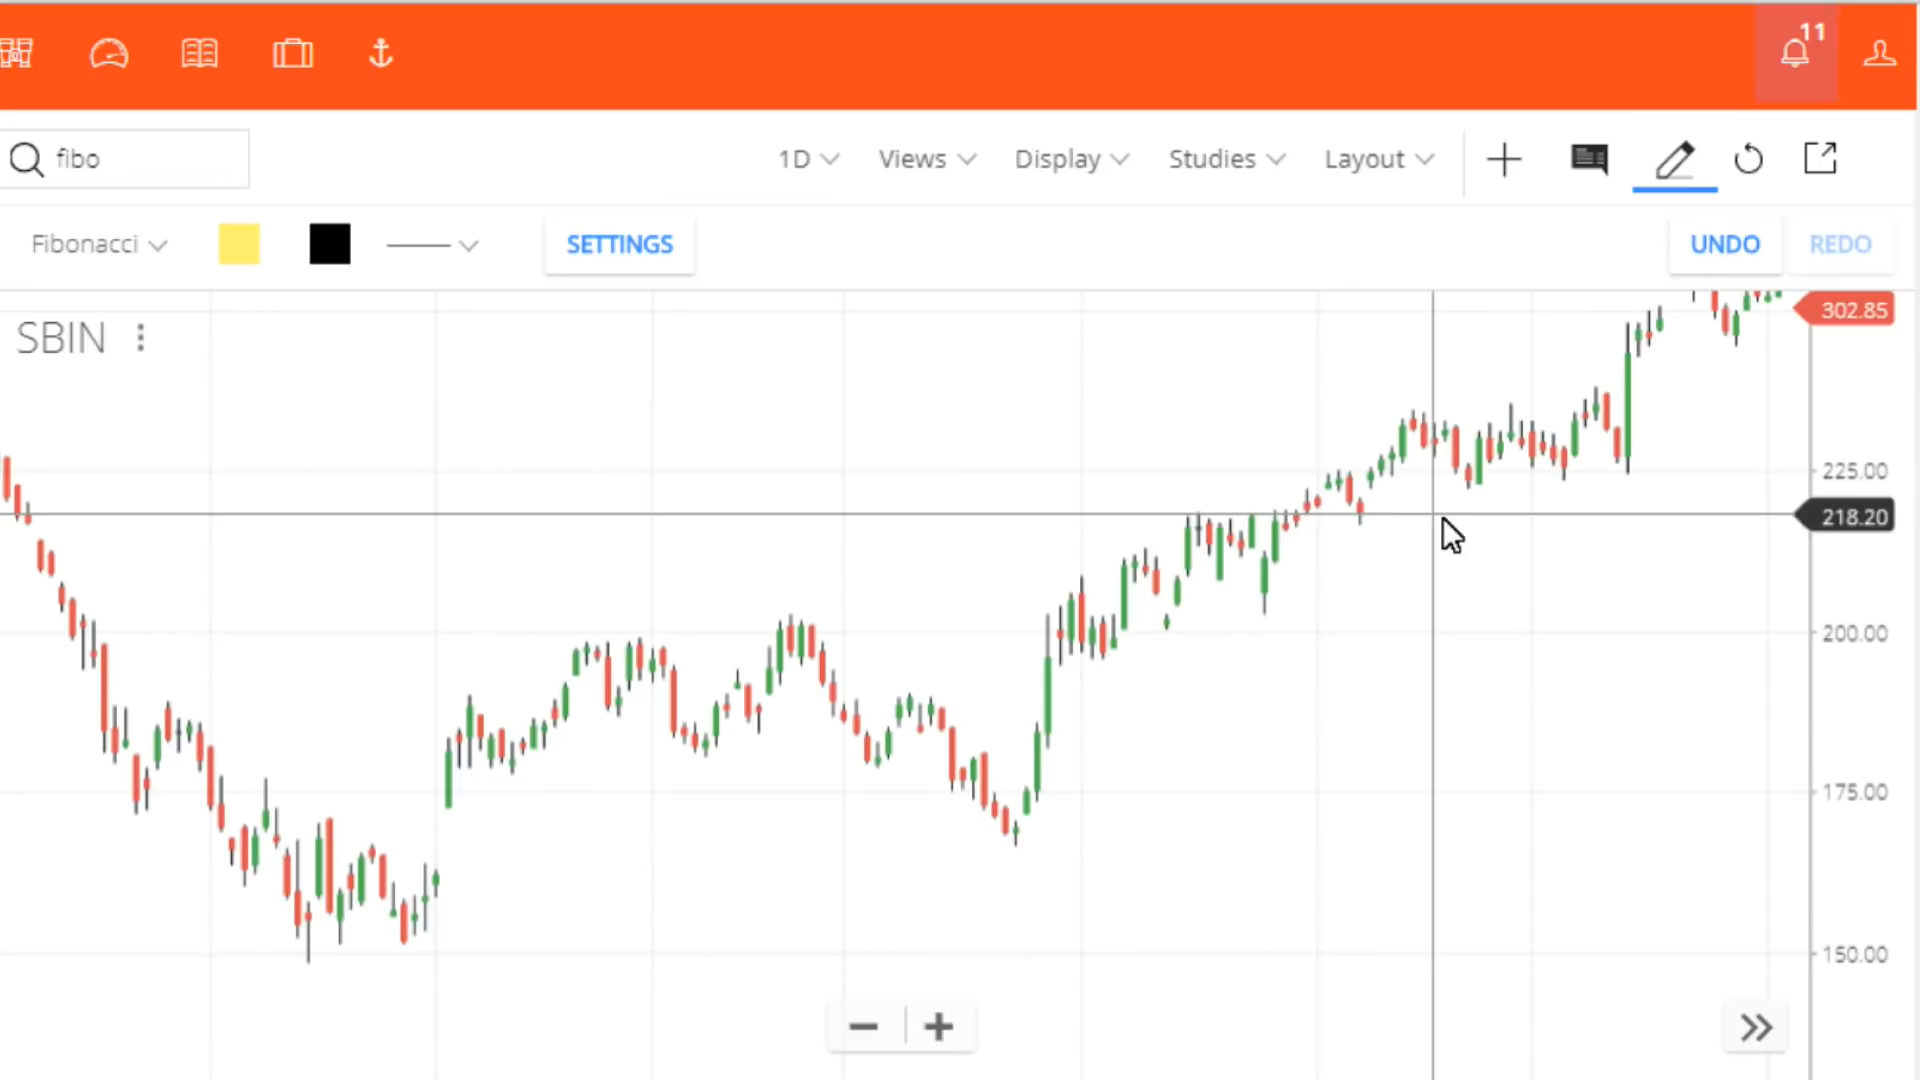 11
fibo
1D Views Display Studies Layout
Fibonacci SETTINGS UNDO REDO
SBIN
302.85
225.00
218.20
200.00
175.00
150.00